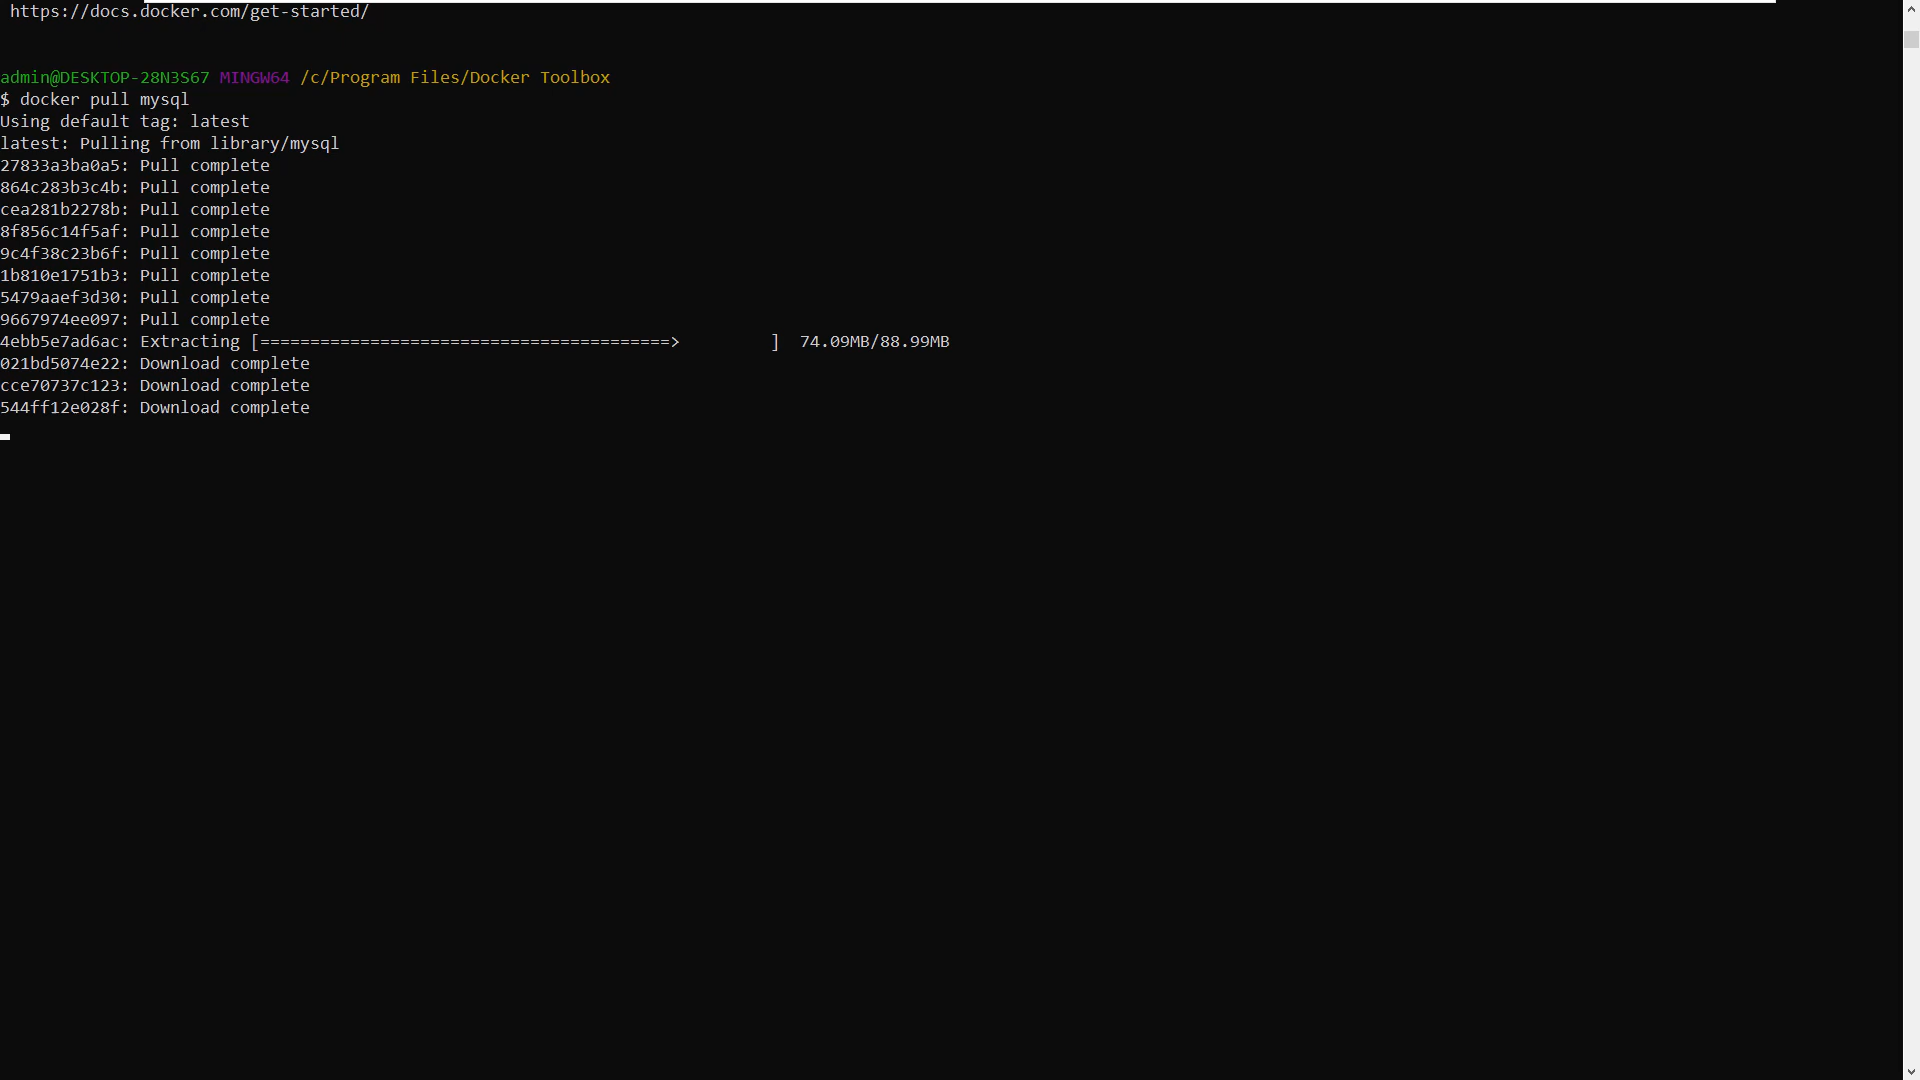 https://docs.docker.com/get-started/
admin@DESKTOP-28N3S67 MINGW64 /c/Program Files/Docker Toolbox
$ docker pull mysql
Using default tag: latest
latest: Pulling from library/mysql
27833a3ba0a5: Pull complete
864c283b3c4b: Pull complete
cea281b2278b: Pull complete
8f856c14f5af: Pull complete
9c4f38c23b6f: Pull complete
1b810e1751b3: Pull complete
5479aaef3d30: Pull complete
9667974ee097: Pull complete
4ebb5e7ad6ac: Extracting [=========================================>         ]  74.09MB/88.99MB
021bd5074e22: Download complete
cce70737c123: Download complete
544ff12e028f: Download complete